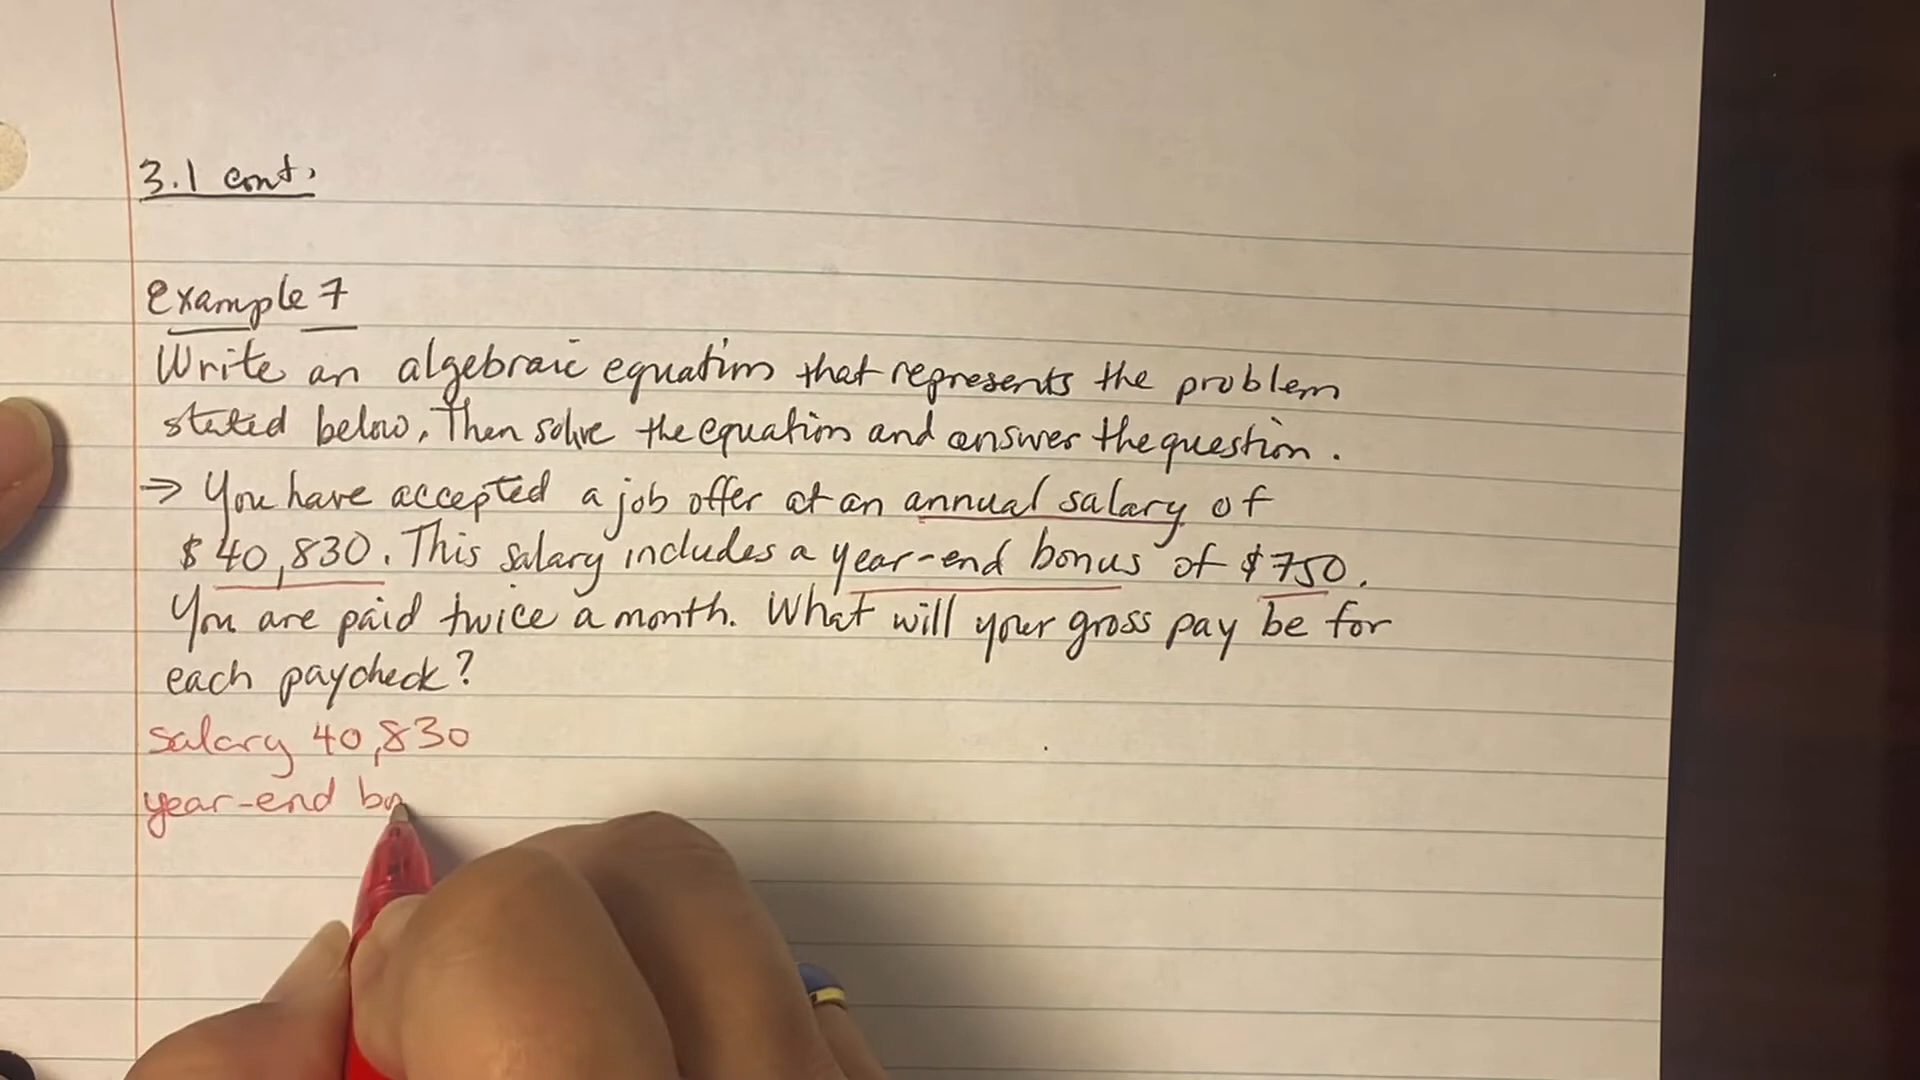 3.1 cont.
Example 7
Write an algebraic equation that represents the problem
stated below. Then solve the equation and answer the question.
→ You have accepted a job offer at an annual salary of
$40,830. This salary includes a year-end bonus of $750.
You are paid twice a month. What will your gross pay be for
each paycheck?
salary 40,830
year-end bo